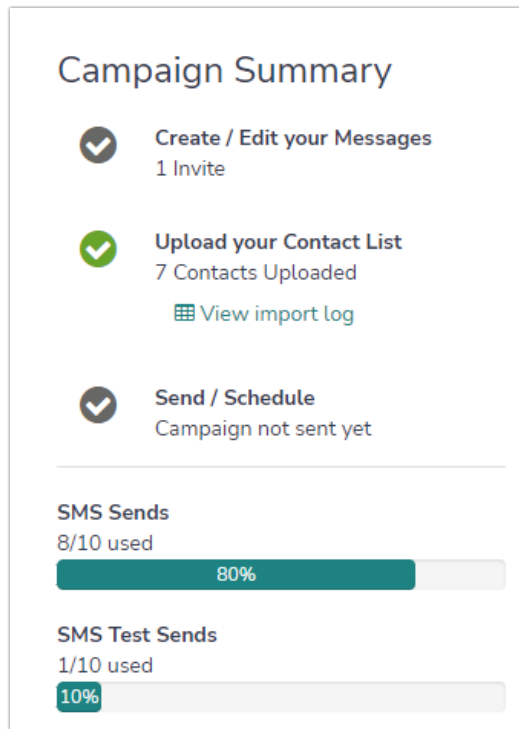 Campaign Summary
Create / Edit your Messages
1 Invite
Upload your Contact List
7 Contacts Uploaded
View import log
Send / Schedule
Campaign not sent yet
SMS Sends
8/10 used
80%
SMS Test Sends
1/10 used
10%